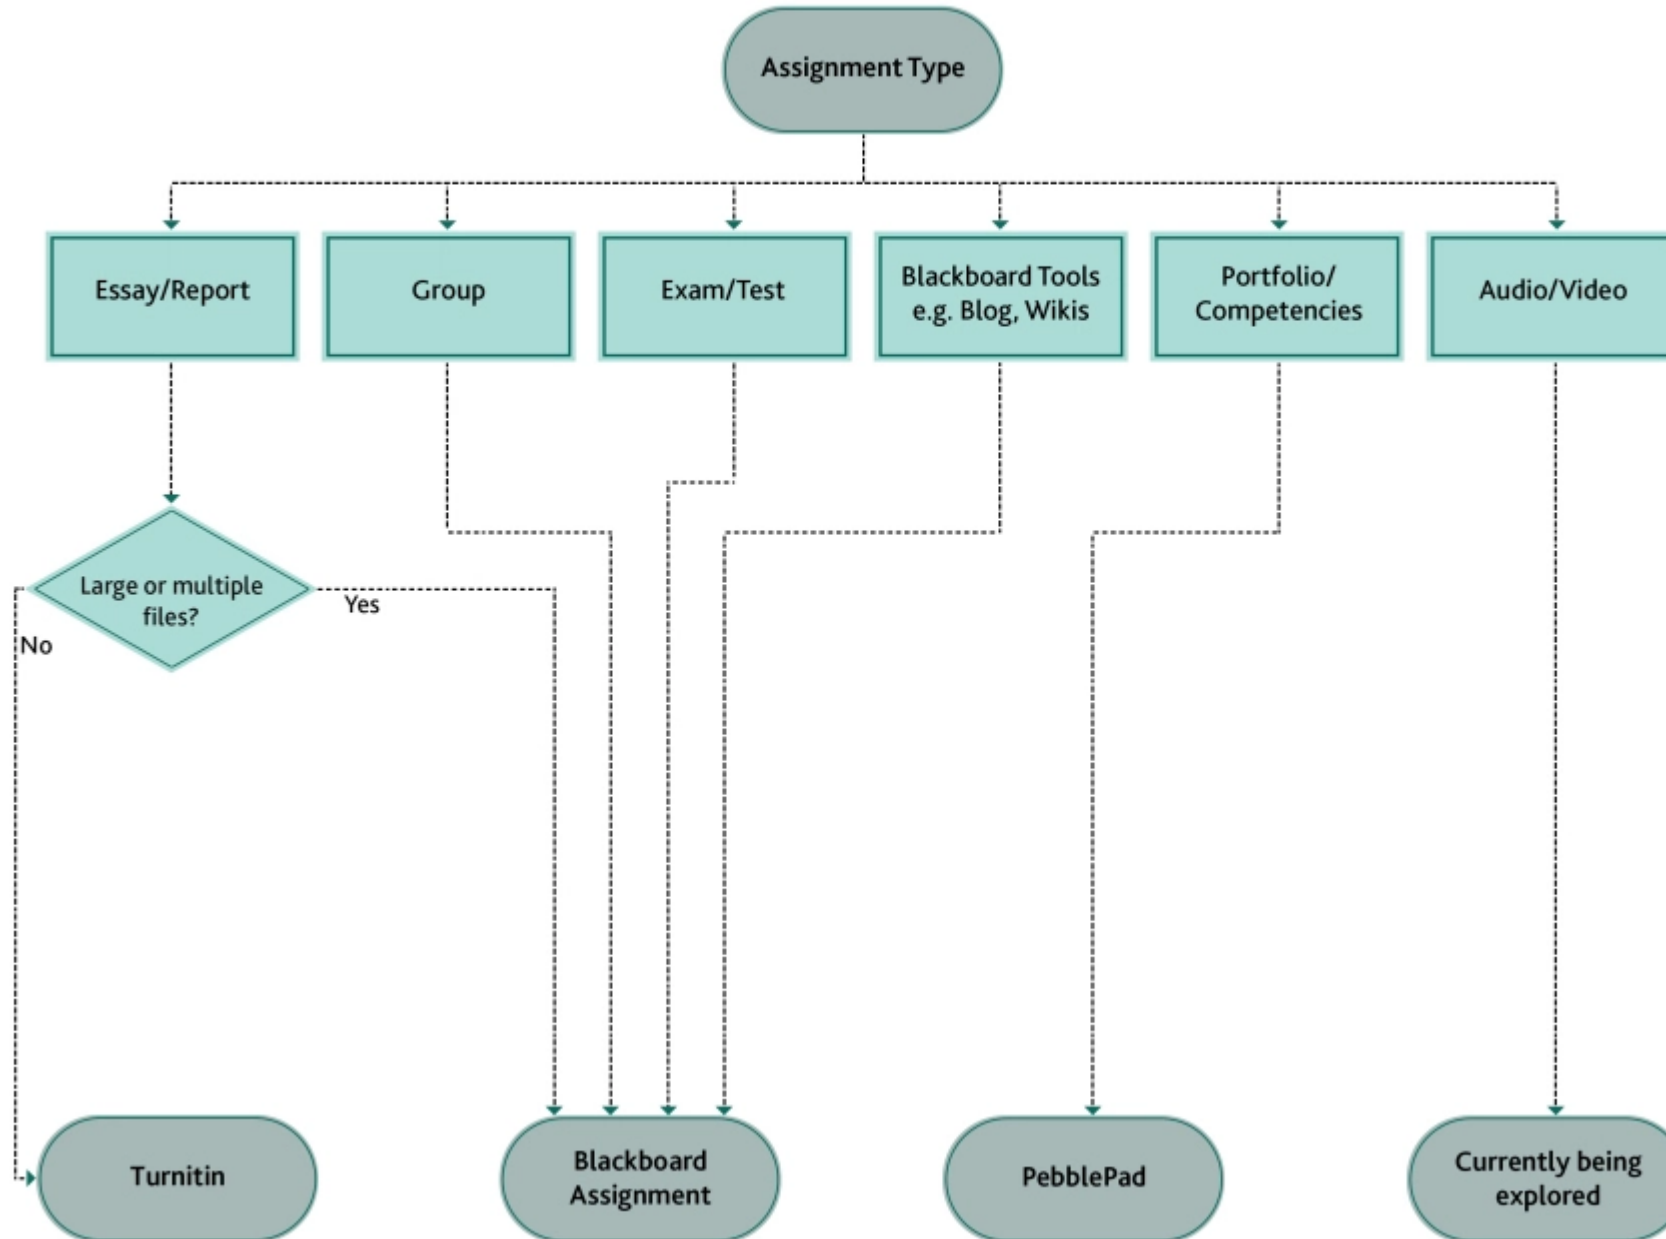 Assignment Type
Essay/Report
Group
Exam/Test
Blackboard Tools
e.g. Blog, Wikis
Portfolio/
Competencies
Audio/Video
Large or multiple
files?
Yes
No
Turnitin
Blackboard
Assignment
PebblePad
Currently being
explored